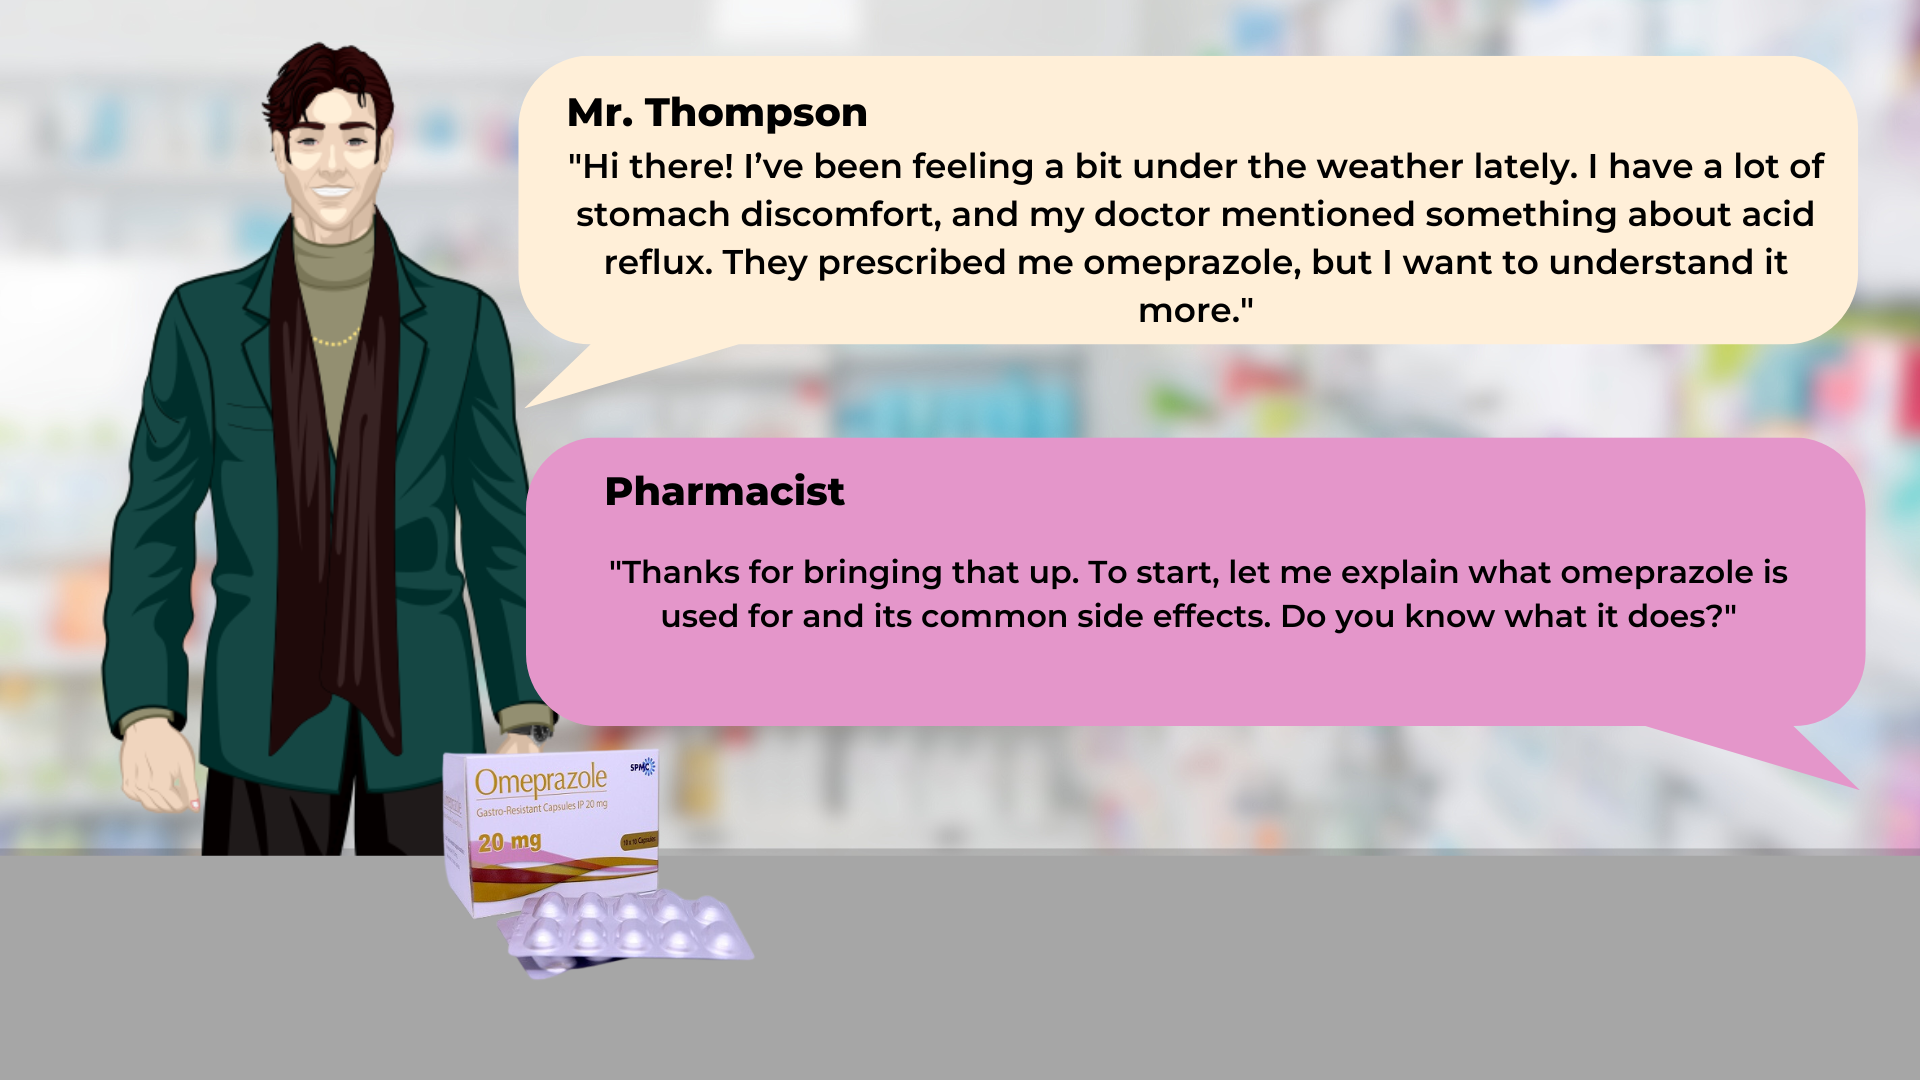 Mr. Thompson
"Hi there! I’ve been feeling a bit under the weather lately. I have a lot of
stomach discomfort, and my doctor mentioned something about acid
reflux. They prescribed me omeprazole, but I want to understand it
more."
Pharmacist
"Thanks for bringing that up. To start, let me explain what omeprazole is
used for and its common side effects. Do you know what it does?"
Omeprazole
SPMC
Gastro-Resistant Capsules IP 20 mg
20 mg
10 x 10 Capsules